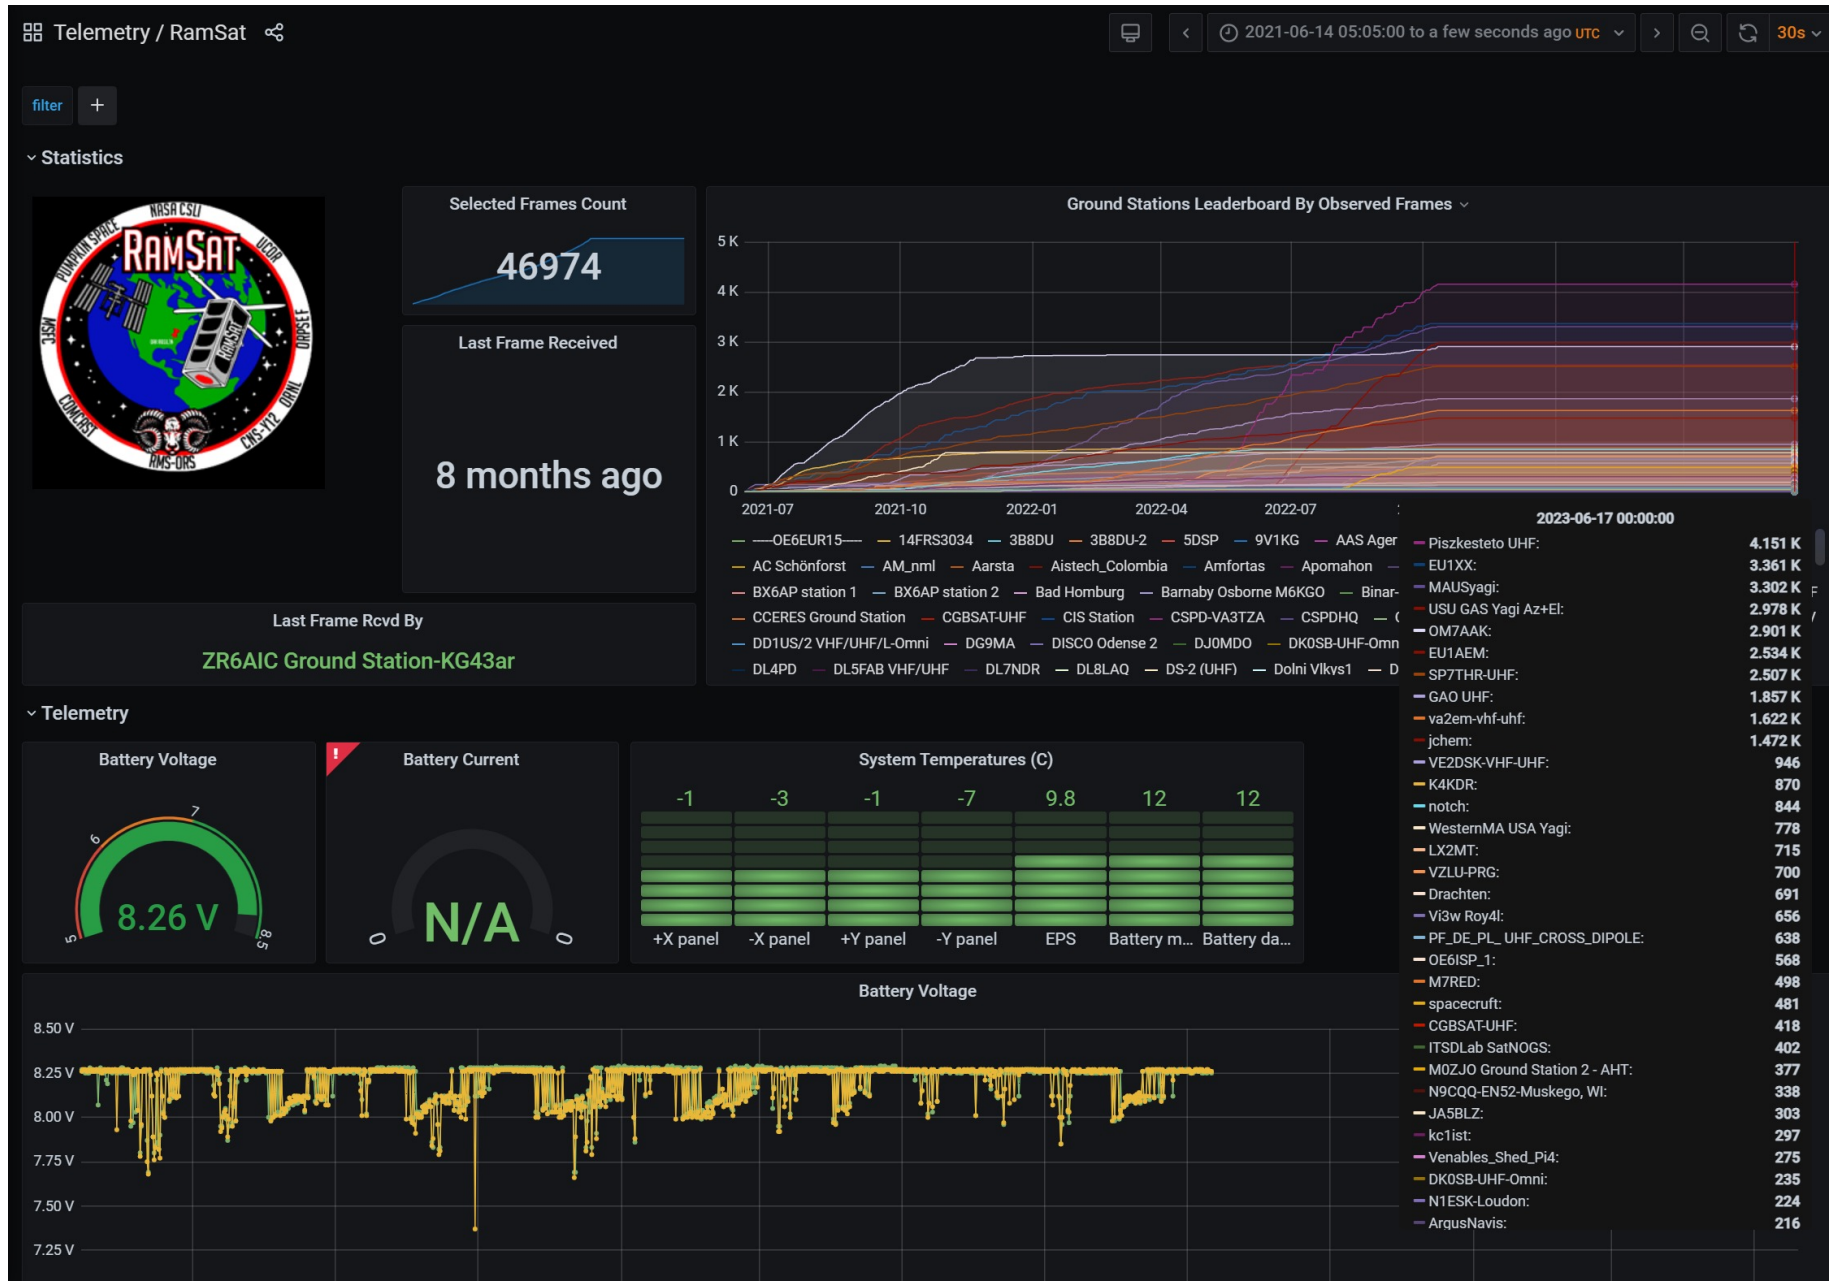 Telemetry / RamSat
2021-06-14 05:05:00 to a few seconds ago UTC
30s
filter
+
Statistics
NASA CSLI
UCOR
ORPSEF
ORNL
CNS-Y12
RMS-ORS
COMCAST
MSFC
PUMPKIN SPACE
RAMSAT
RAMSAT
Selected Frames Count
46974
Last Frame Received
8 months ago
Last Frame Rcvd By
ZR6AIC Ground Station-KG43ar
Ground Stations Leaderboard By Observed Frames
5 K
4 K
3 K
2 K
1 K
0
2021-07 2021-10 2022-01 2022-04 2022-07
-----OE6EUR15----- 14FRS3034 3B8DU 3B8DU-2 5DSP 9V1KG AAS Ager
AC Schönforst AM_nml Aarsta Aistech_Colombia Amfortas Apomahon
BX6AP station 1 BX6AP station 2 Bad Homburg Barnaby Osborne M6KGO Binar-
CCERES Ground Station CGBSAT-UHF CIS Station CSPD-VA3TZA CSPDHQ
DD1US/2 VHF/UHF/L-Omni DG9MA DISCO Odense 2 DJ0MDO DK0SB-UHF-Omn
DL4PD DL5FAB VHF/UHF DL7NDR DL8LAQ DS-2 (UHF) Dolni Vlkys1 D
2023-06-17 00:00:00
Piszkesteto UHF: 4.151 K
EU1XX: 3.361 K
MAUSyagi: 3.302 K
USU GAS Yagi Az+El: 2.978 K
OM7AAK: 2.901 K
EU1AEM: 2.534 K
SP7THR-UHF: 2.507 K
GAO UHF: 1.857 K
va2em-vhf-uhf: 1.622 K
jchem: 1.472 K
VE2DSK-VHF-UHF: 946
K4KDR: 870
notch: 844
WesternMA USA Yagi: 778
LX2MT: 715
VZLU-PRG: 700
Drachten: 691
Vi3w Roy4l: 656
PF_DE_PL_ UHF_CROSS_DIPOLE: 638
OE6ISP_1: 568
M7RED: 498
spacecruft: 481
CGBSAT-UHF: 418
ITSDLab SatNOGS: 402
M0ZJO Ground Station 2 - AHT: 377
N9CQQ-EN52-Muskego, WI: 338
JA5BLZ: 303
kc1ist: 297
Venables_Shed_Pi4: 275
DK0SB-UHF-Omni: 235
N1ESK-Loudon: 224
ArgusNavis: 216
Telemetry
Battery Voltage
5
6
7
8.5
8.26 V
!
Battery Current
0
N/A
0
System Temperatures (C)
-1 -3 -1 -7 9.8 12 12
+X panel -X panel +Y panel -Y panel EPS Battery m... Battery da...
Battery Voltage
8.50 V
8.25 V
8.00 V
7.75 V
7.50 V
7.25 V